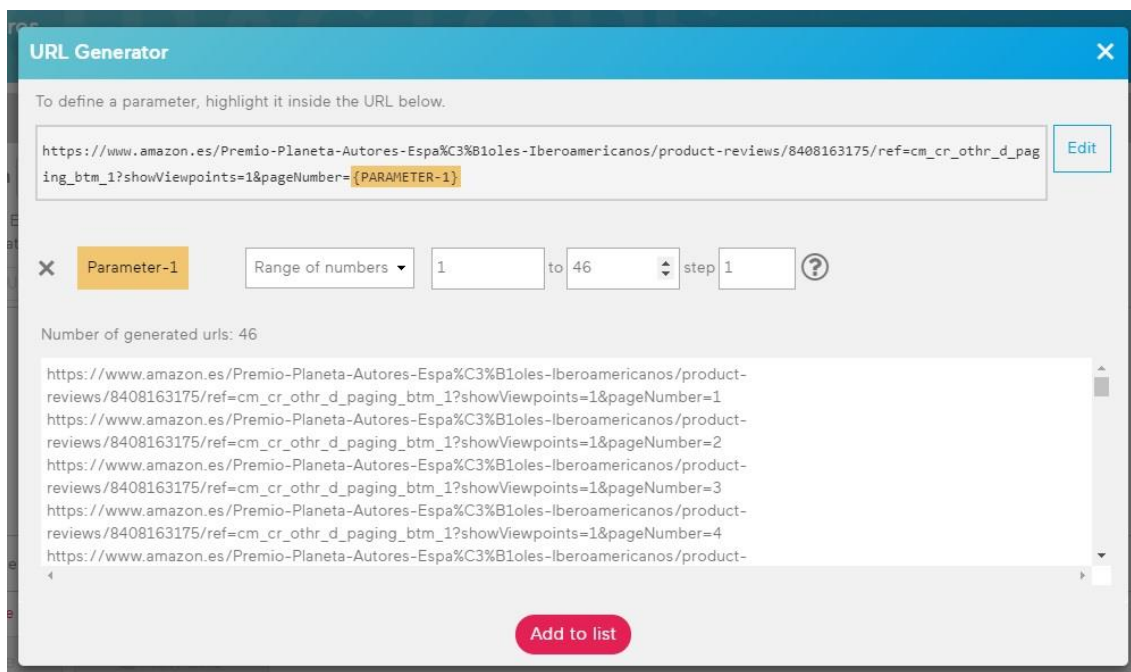 URL Generator
To define a parameter, highlight it inside the URL below.
https://www.amazon.es/Premio-Planeta-Autores-Espa%C3%B1oles-Iberoamericanos/product-reviews/8408163175/ref=cm_cr_othr_d_pag
ing_btm_1?showViewpoints=1&pageNumber={PARAMETER-1}
Edit
Parameter-1 Range of numbers 1 to 46 step 1 ?
Number of generated urls: 46
https://www.amazon.es/Premio-Planeta-Autores-Espa%C3%B1oles-Iberoamericanos/product-
reviews/8408163175/ref=cm_cr_othr_d_paging_btm_1?showViewpoints=1&pageNumber=1
https://www.amazon.es/Premio-Planeta-Autores-Espa%C3%B1oles-Iberoamericanos/product-
reviews/8408163175/ref=cm_cr_othr_d_paging_btm_1?showViewpoints=1&pageNumber=2
https://www.amazon.es/Premio-Planeta-Autores-Espa%C3%B1oles-Iberoamericanos/product-
reviews/8408163175/ref=cm_cr_othr_d_paging_btm_1?showViewpoints=1&pageNumber=3
https://www.amazon.es/Premio-Planeta-Autores-Espa%C3%B1oles-Iberoamericanos/product-
reviews/8408163175/ref=cm_cr_othr_d_paging_btm_1?showViewpoints=1&pageNumber=4
https://www.amazon.es/Premio-Planeta-Autores-Espa%C3%B1oles-Iberoamericanos/product-
Add to list